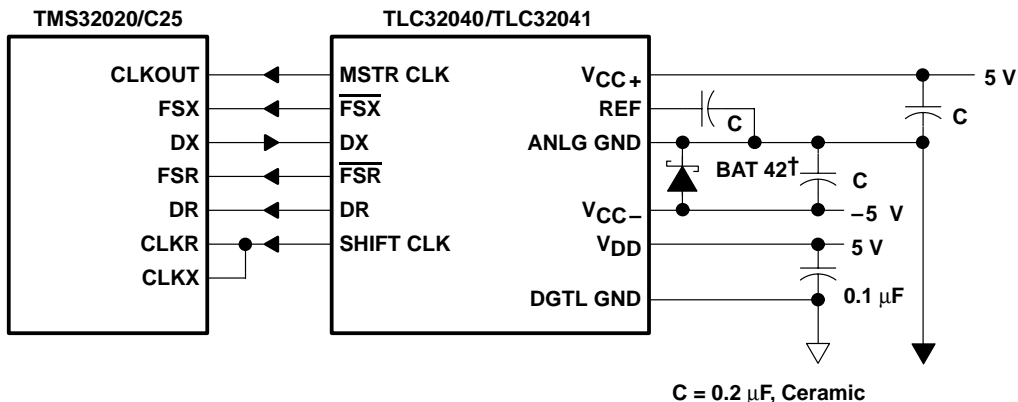 TMS32020/C25
TLC32040/TLC32041
CLKOUT
FSX
DX
FSR
DR
CLKR
CLKX
MSTR CLK
FSX
DX
FSR
DR
SHIFT CLK
VCC+
REF
ANLG GND
VCC−
VDD
DGTL GND
5 V
C
C
BAT 42†
C
−5 V
5 V
0.1 μF
C = 0.2 μF, Ceramic